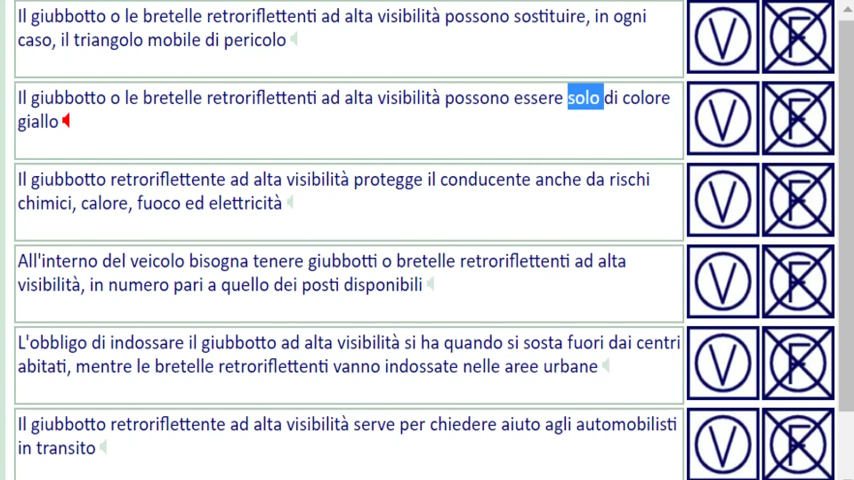 Il giubbotto o le bretelle retroriflettenti ad alta visibilità possono sostituire, in ogni
caso, il triangolo mobile di pericolo
V F
Il giubbotto o le bretelle retroriflettenti ad alta visibilità possono essere solo di colore
giallo
V F
Il giubbotto retroriflettente ad alta visibilità protegge il conducente anche da rischi
chimici, calore, fuoco ed elettricità
V F
All'interno del veicolo bisogna tenere giubbotti o bretelle retroriflettenti ad alta
visibilità, in numero pari a quello dei posti disponibili
V F
L'obbligo di indossare il giubbotto ad alta visibilità si ha quando si sosta fuori dai centri
abitati, mentre le bretelle retroriflettenti vanno indossate nelle aree urbane
V F
Il giubbotto retroriflettente ad alta visibilità serve per chiedere aiuto agli automobilisti
in transito
V F